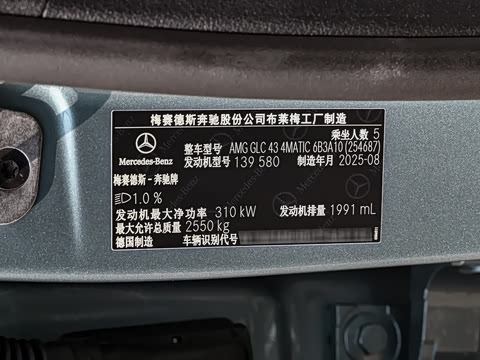 梅赛德斯奔驰股份公司布莱梅工厂制造
乘坐人数 5
整车型号: AMG GLC 43 4MATIC 6B3A10 (254687)
Mercedes-Benz
发动机型号: 139 580
制造年月 2025-08
梅赛德斯 - 奔驰牌
1.0 %
发动机最大净功率 310 kW
发动机排量 1991 mL
最大允许总质量 2550 kg
德国制造
车辆识别代号